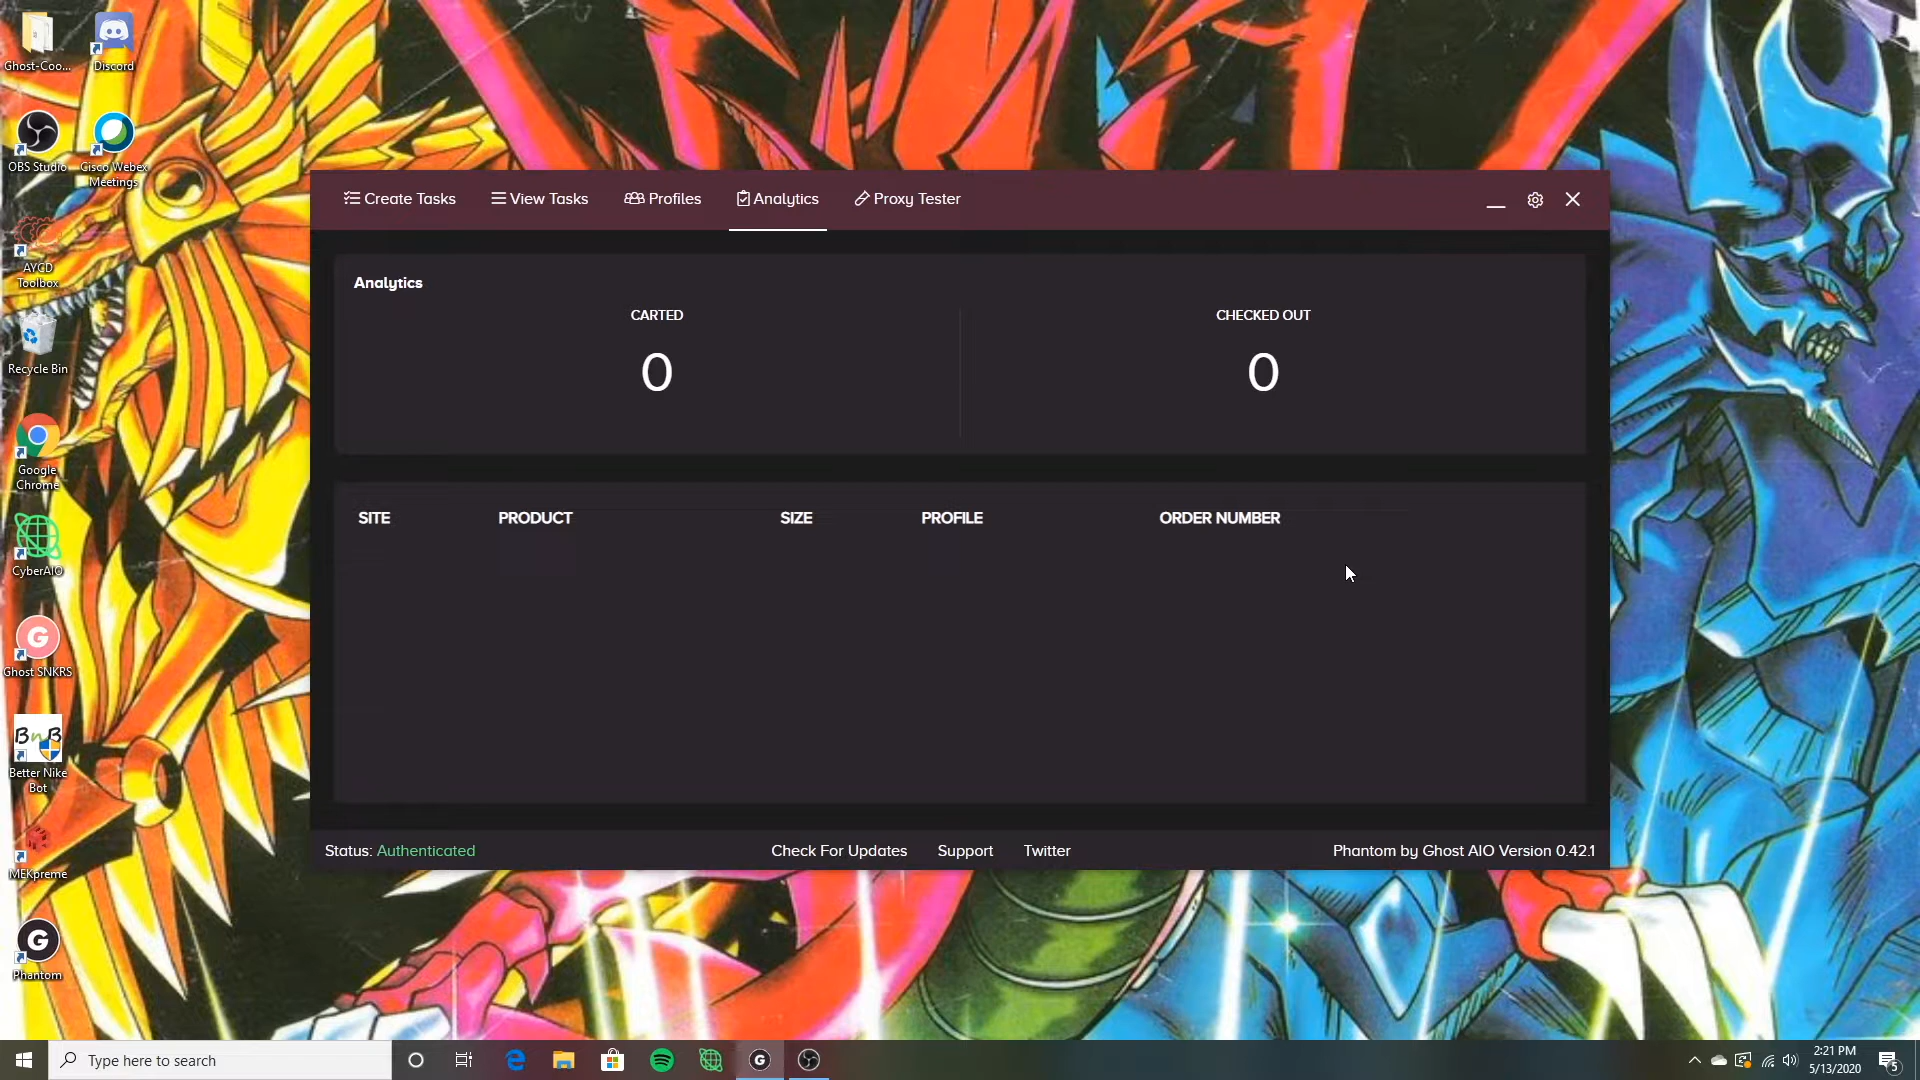 Ghost-Coo...
Discord
OBS Studio
Cisco Webex
Meetings
AYCD
Toolbox
Recycle Bin
Google
Chrome
CyberAIO
G
Ghost SNKRS
BnB
Better Nike
Bot
MEKpreme
G
Phantom
Create Tasks
View Tasks
Profiles
Analytics
Proxy Tester
Analytics
CARTED
0
CHECKED OUT
0
SITE
PRODUCT
SIZE
PROFILE
ORDER NUMBER
Status: Authenticated
Check For Updates
Support
Twitter
Phantom by Ghost AIO Version 0.42.1
Type here to search
G
2:21 PM
5/13/2020
5